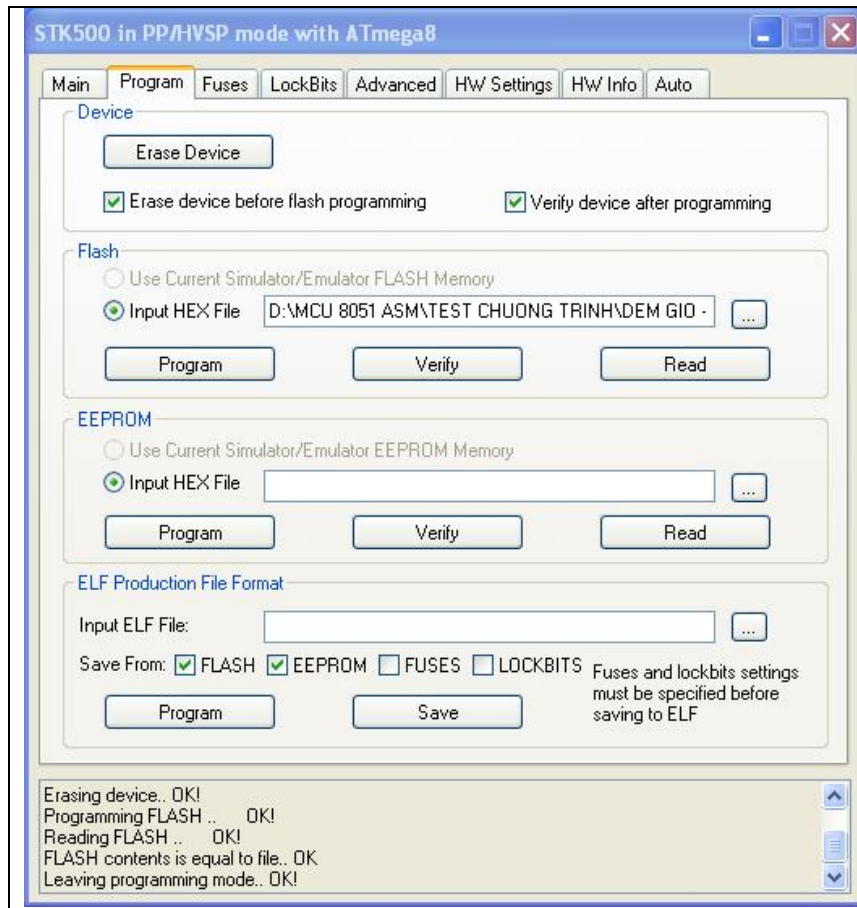 STK500 in PP/HVSP mode with ATmega8
Main Program Fuses LockBits Advanced HW Settings HW Info Auto
Device
Erase Device
Erase device before flash programming Verify device after programming
Flash
Use Current Simulator/Emulator FLASH Memory
Input HEX File D:\MCU 8051 ASM\TEST CHUONG TRINH\DEM GIO - ...
Program Verify Read
EEPROM
Use Current Simulator/Emulator EEPROM Memory
Input HEX File ...
Program Verify Read
ELF Production File Format
Input ELF File: ...
Save From: FLASH EEPROM FUSES LOCKBITS Fuses and lockbits settings
must be specified before
Program Save saving to ELF
Erasing device.. OK!
Programming FLASH .. OK!
Reading FLASH .. OK!
FLASH contents is equal to file.. OK
Leaving programming mode.. OK!